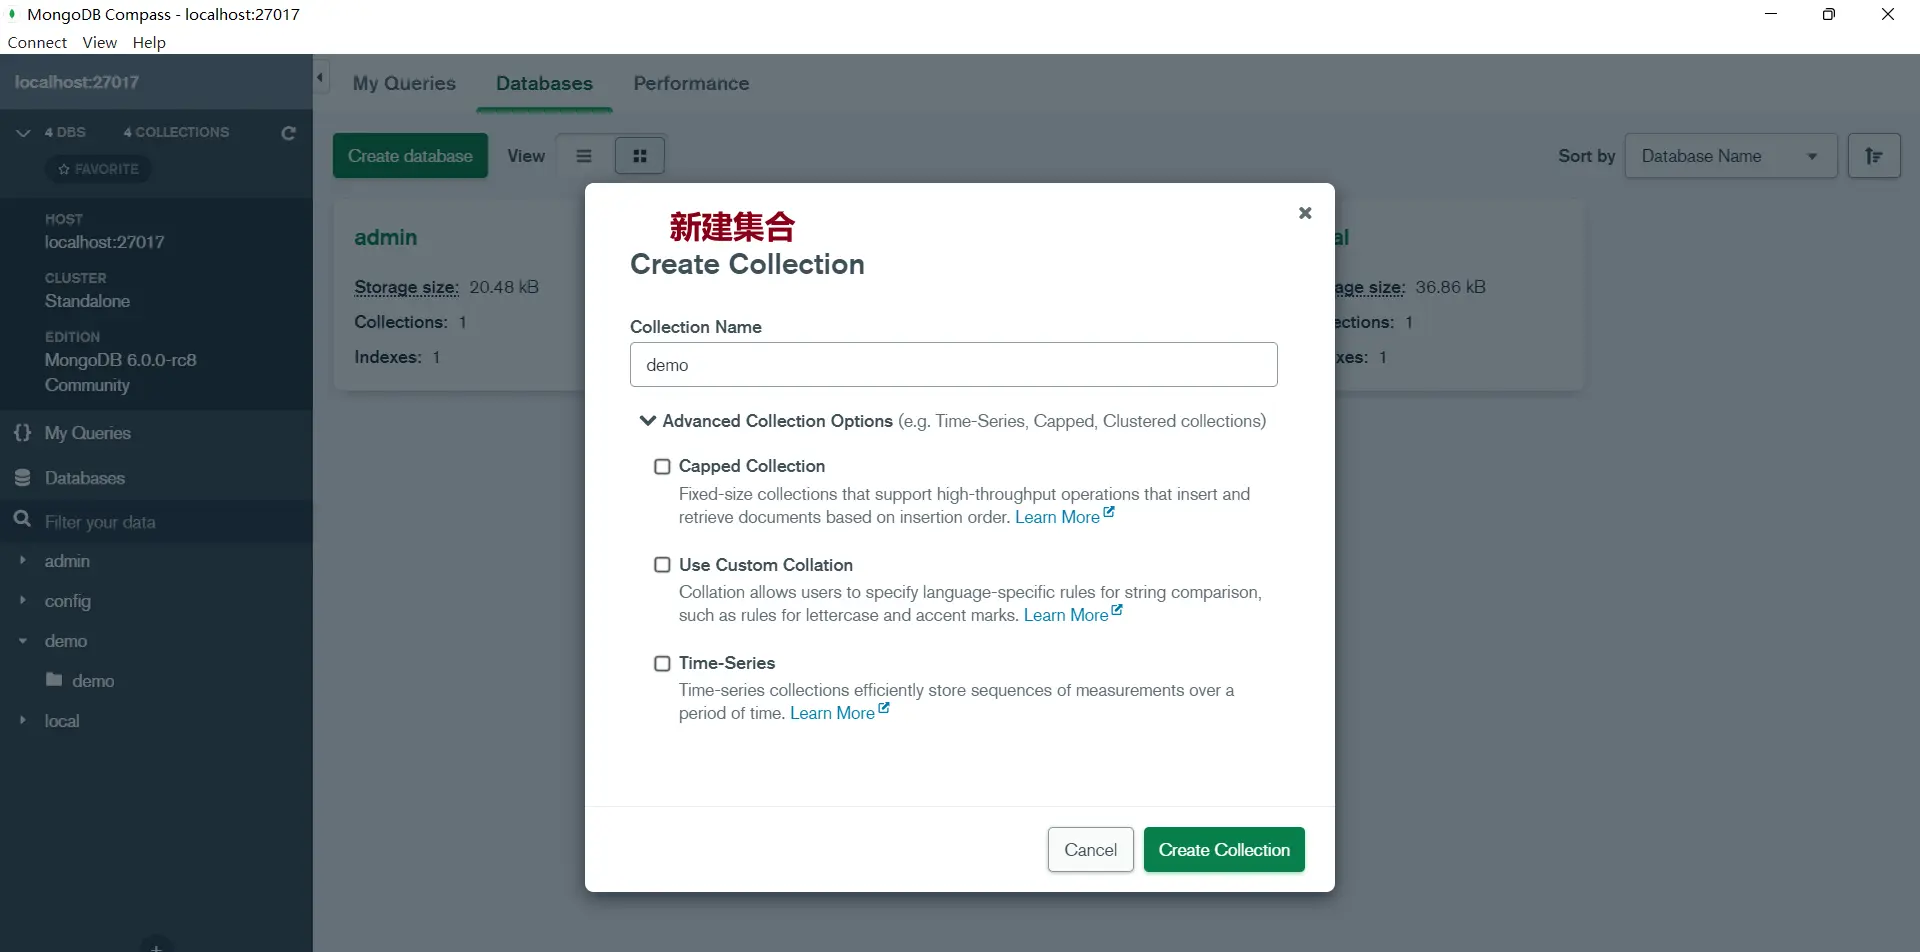 MongoDB Compass - localhost:27017
Connect View Help
localhost:27017
My Queries Databases Performance
4 DBS 4 COLLECTIONS
FAVORITE
Create database View
Sort by Database Name
HOST
localhost:27017
CLUSTER
Standalone
EDITION
MongoDB 6.0.0-rc8
Community
My Queries
Databases
Filter your data
admin
config
demo
demo
local
admin
Storage size: 20.48 kB
Collections: 1
Indexes: 1
al
age size: 36.86 kB
ections: 1
xes: 1
新建集合
Create Collection
Collection Name
demo
Advanced Collection Options (e.g. Time-Series, Capped, Clustered collections)
Capped Collection
Fixed-size collections that support high-throughput operations that insert and
retrieve documents based on insertion order. Learn More
Use Custom Collation
Collation allows users to specify language-specific rules for string comparison,
such as rules for lettercase and accent marks. Learn More
Time-Series
Time-series collections efficiently store sequences of measurements over a
period of time. Learn More
Cancel Create Collection